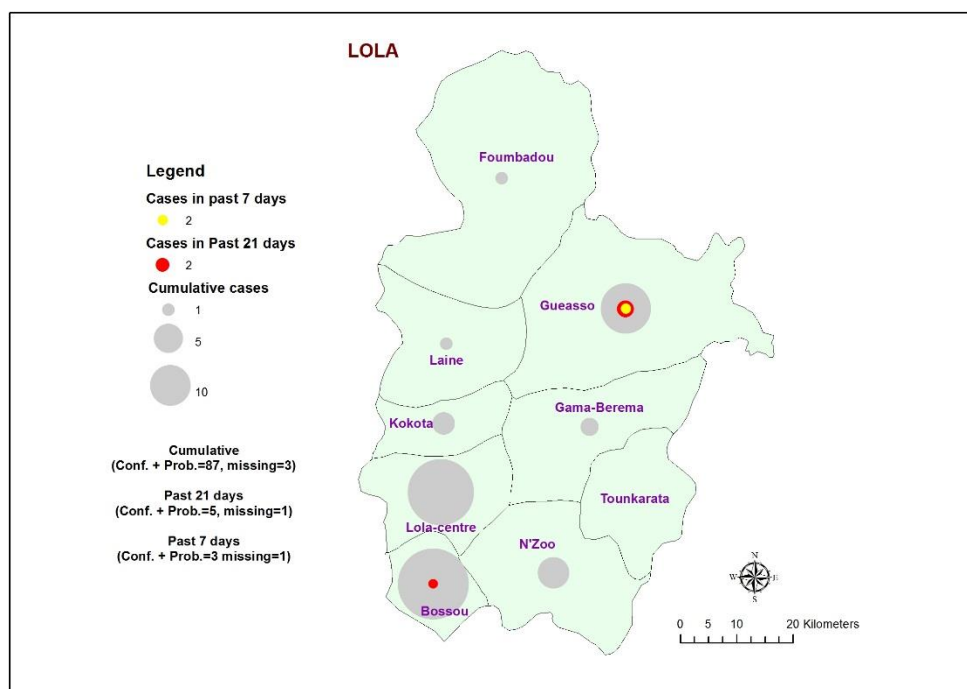 LOLA
Foumbadou
Legend
Cases in past 7 days
2
Cases in Past 21 days
2
Cumulative cases
1
5
10
Gueasso
Laine
Gama-Berema
Kokota
Cumulative
(Conf. + Prob.=87, missing=3)
Past 21 days
(Conf. + Prob.=5, missing=1)
Past 7 days
(Conf. + Prob.=3 missing=1)
Tounkarata
Lola-centre
N'Zoo
Bossou
N
W E
S
0 5 10 20 Kilometers